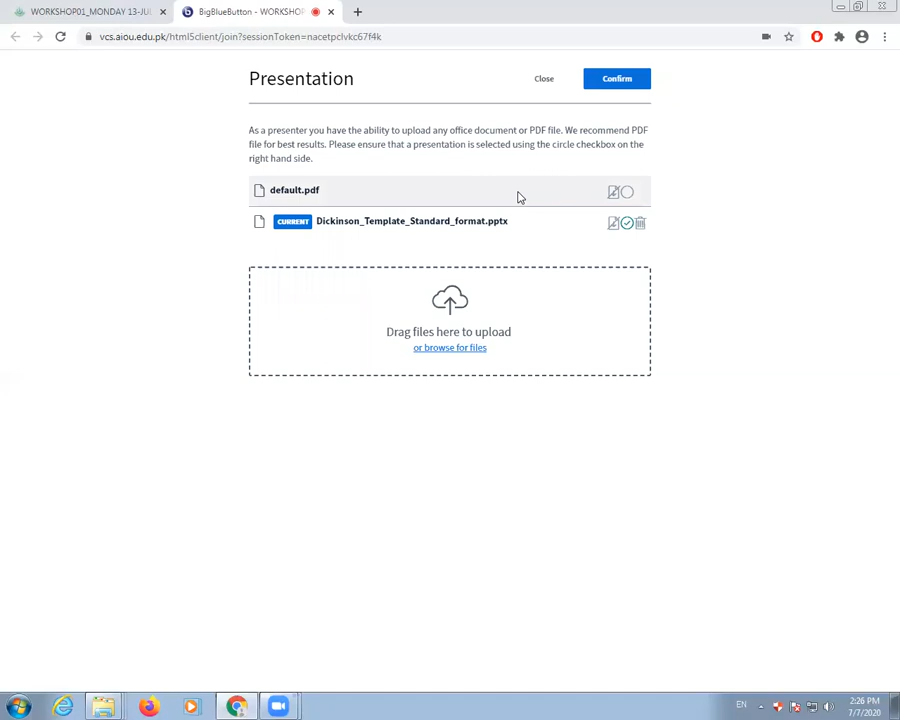 WORKSHOP01_MONDAY 13-JUL
BigBlueButton - WORKSHOP
vcs.aiou.edu.pk/html5client/join?sessionToken=nacetpclvkc67f4k
Presentation
Close
Confirm
As a presenter you have the ability to upload any office document or PDF file. We recommend PDF
file for best results. Please ensure that a presentation is selected using the circle checkbox on the
right hand side.
default.pdf
CURRENT Dickinson_Template_Standard_format.pptx
Drag files here to upload
or browse for files
EN
2:26 PM
7/7/2020